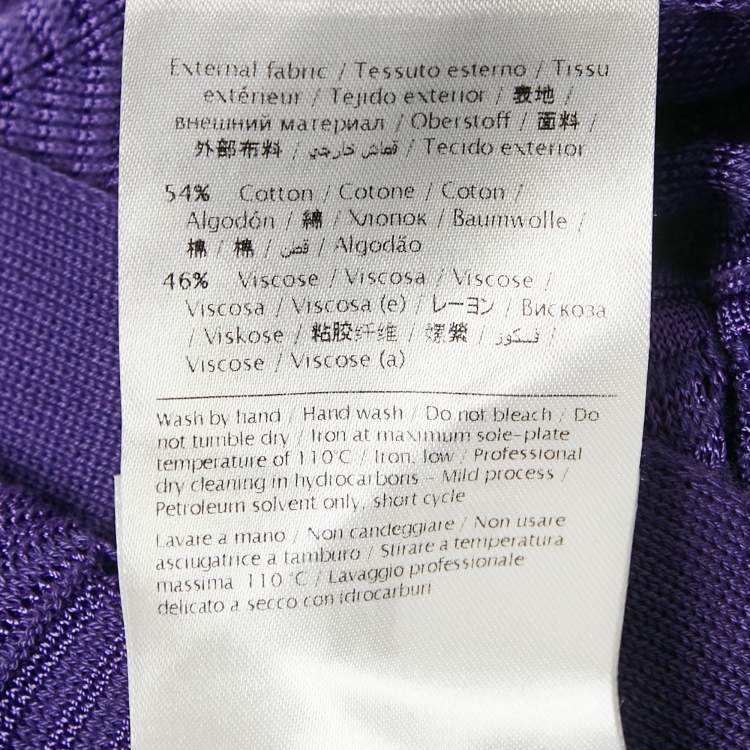 External fabric / Tessuto esterno / Tissu
extérieur / Tejido exterior / 表地 /
внешний материал / Oberstoff / 面料 /
外部布料 / قماش خارجي / Tecido exterior
54% Cotton / Cotone / Coton /
Algodón / 綿 / Хлопок / Baumwolle /
棉 / 棉 / قطن / Algodão
46% Viscose / Viscosa / Viscose /
Viscosa / Viscosa (e) / レーヨン / Вискоза
/ Viskose / 粘胶纤维 / 嫘縈 / فسكوز /
Viscose / Viscose (a)
Wash by hand / Hand wash / Do not bleach / Do
not tumble dry / Iron at maximum sole-plate
temperature of 110°C / Iron, low / Professional
dry cleaning in hydrocarbons - Mild process /
Petroleum solvent only, short cycle
Lavare a mano / Non candeggiare / Non usare
asciugatrice a tamburo / Stirare a temperatura
massima 110 °C / Lavaggio professionale
delicato a secco con idrocarburi